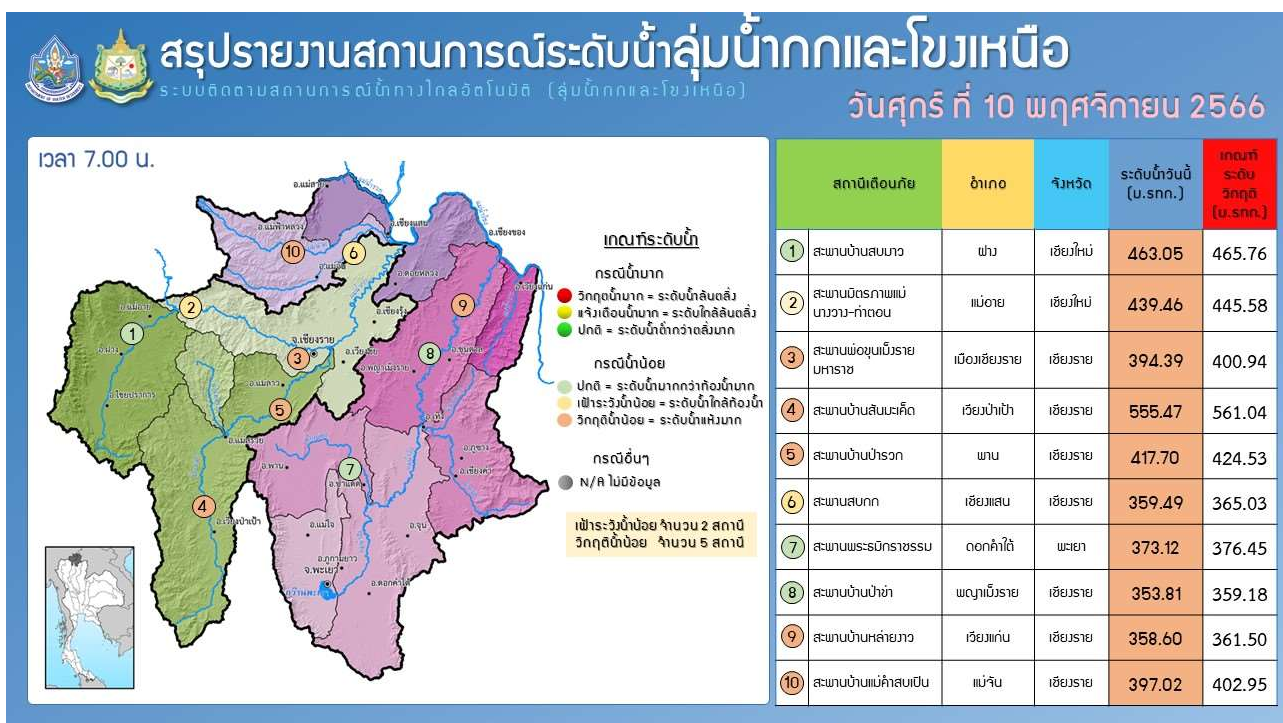 สรุปรายงานสถานการณ์ระดับน้ำลุ่มน้ำกกและโขงเหนือ
ระบบติดตามสถานการณ์น้ำทางไกลอัตโนมัติ (ลุ่มน้ำกกและโขงเหนือ)
วันศุกร์ ที่ 10 พฤศจิกายน 2566
เวลา 7.00 น.
อ.แม่สาย
อ.เชียงแสน
อ.แม่ฟ้าหลวง
อ.เชียงของ
10
6
อ.แม่จัน
อ.ดอยหลวง
อ.เวียงแก่น
อ.แม่อาย
2
9
อ.เชียงรุ้ง
1
อ.ฝาง
จ.เชียงราย
3
อ.เวียงชัย
8
อ.ขุนตาล
อ.พญาเม็งราย
อ.แม่ลาว
อ.ไชยปราการ
5
อ.เทิง
อ.แม่สรวย
อ.ภูซาง
อ.พาน
7
อ.เชียงคำ
อ.ป่าแดด
4
อ.เวียงป่าเป้า
อ.แม่ใจ
อ.จุน
อ.ภูกามยาว
จ.พะเยา
อ.ดอกคำใต้
กว๊านพะเยา
เกณฑ์ระดับน้ำ
กรณีน้ำมาก
วิกฤตน้ำมาก = ระดับน้ำล้นตลิ่ง
แจ้งเตือนน้ำมาก = ระดับใกล้ล้นตลิ่ง
ปกติ = ระดับน้ำต่ำกว่าตลิ่งมาก
กรณีน้ำน้อย
ปกติ = ระดับน้ำมากกว่าท้องน้ำมาก
เฝ้าระวังน้ำน้อย = ระดับน้ำใกล้ท้องน้ำ
วิกฤติน้ำน้อย = ระดับน้ำแห้งมาก
กรณีอื่นๆ
N/A ไม่มีข้อมูล
เฝ้าระวังน้ำน้อย จำนวน 2 สถานี
วิกฤติน้ำน้อย จำนวน 5 สถานี
สถานีเตือนภัย อำเภอ จังหวัด ระดับน้ำวันนี้ (ม.รทก.) เกณฑ์ระดับวิกฤติ (ม.รทก.)
1 สะพานบ้านสบมาว ฝาง เชียงใหม่ 463.05 465.76
2 สะพานมิตรภาพแม่นางวาง-ท่าตอน แม่อาย เชียงใหม่ 439.46 445.58
3 สะพานพ่อขุนเม็งรายมหาราช เมืองเชียงราย เชียงราย 394.39 400.94
4 สะพานบ้านสันมะเค็ด เวียงป่าเป้า เชียงราย 555.47 561.04
5 สะพานบ้านป่ารวก พาน เชียงราย 417.70 424.53
6 สะพานสบกก เชียงแสน เชียงราย 359.49 365.03
7 สะพานพระธมิกราชธรรม ดอกคำใต้ พะเยา 373.12 376.45
8 สะพานบ้านป่าข่า พญาเม็งราย เชียงราย 353.81 359.18
9 สะพานบ้านหล่ายงาว เวียงแก่น เชียงราย 358.60 361.50
10 สะพานบ้านแม่คำสบเปิน แม่จัน เชียงราย 397.02 402.95